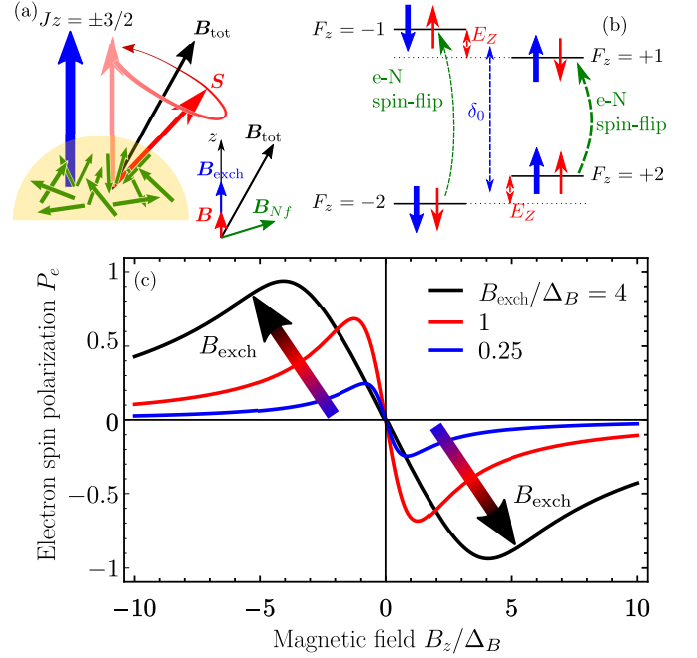 (a)
Jz = ±3/2
B_tot
S
z
B_tot
B_exch
B
B_Nf
(b)
F_z = −1
E_Z
F_z = +1
e-N
spin-flip
δ_0
e-N
spin-flip
F_z = +2
F_z = −2
E_Z
(c)
B_exch/Δ_B = 4
1
0.25
B_exch
B_exch
1
0.5
0
−0.5
−1
Electron spin polarization P_e
−10
−5
0
5
10
Magnetic field B_z/Δ_B